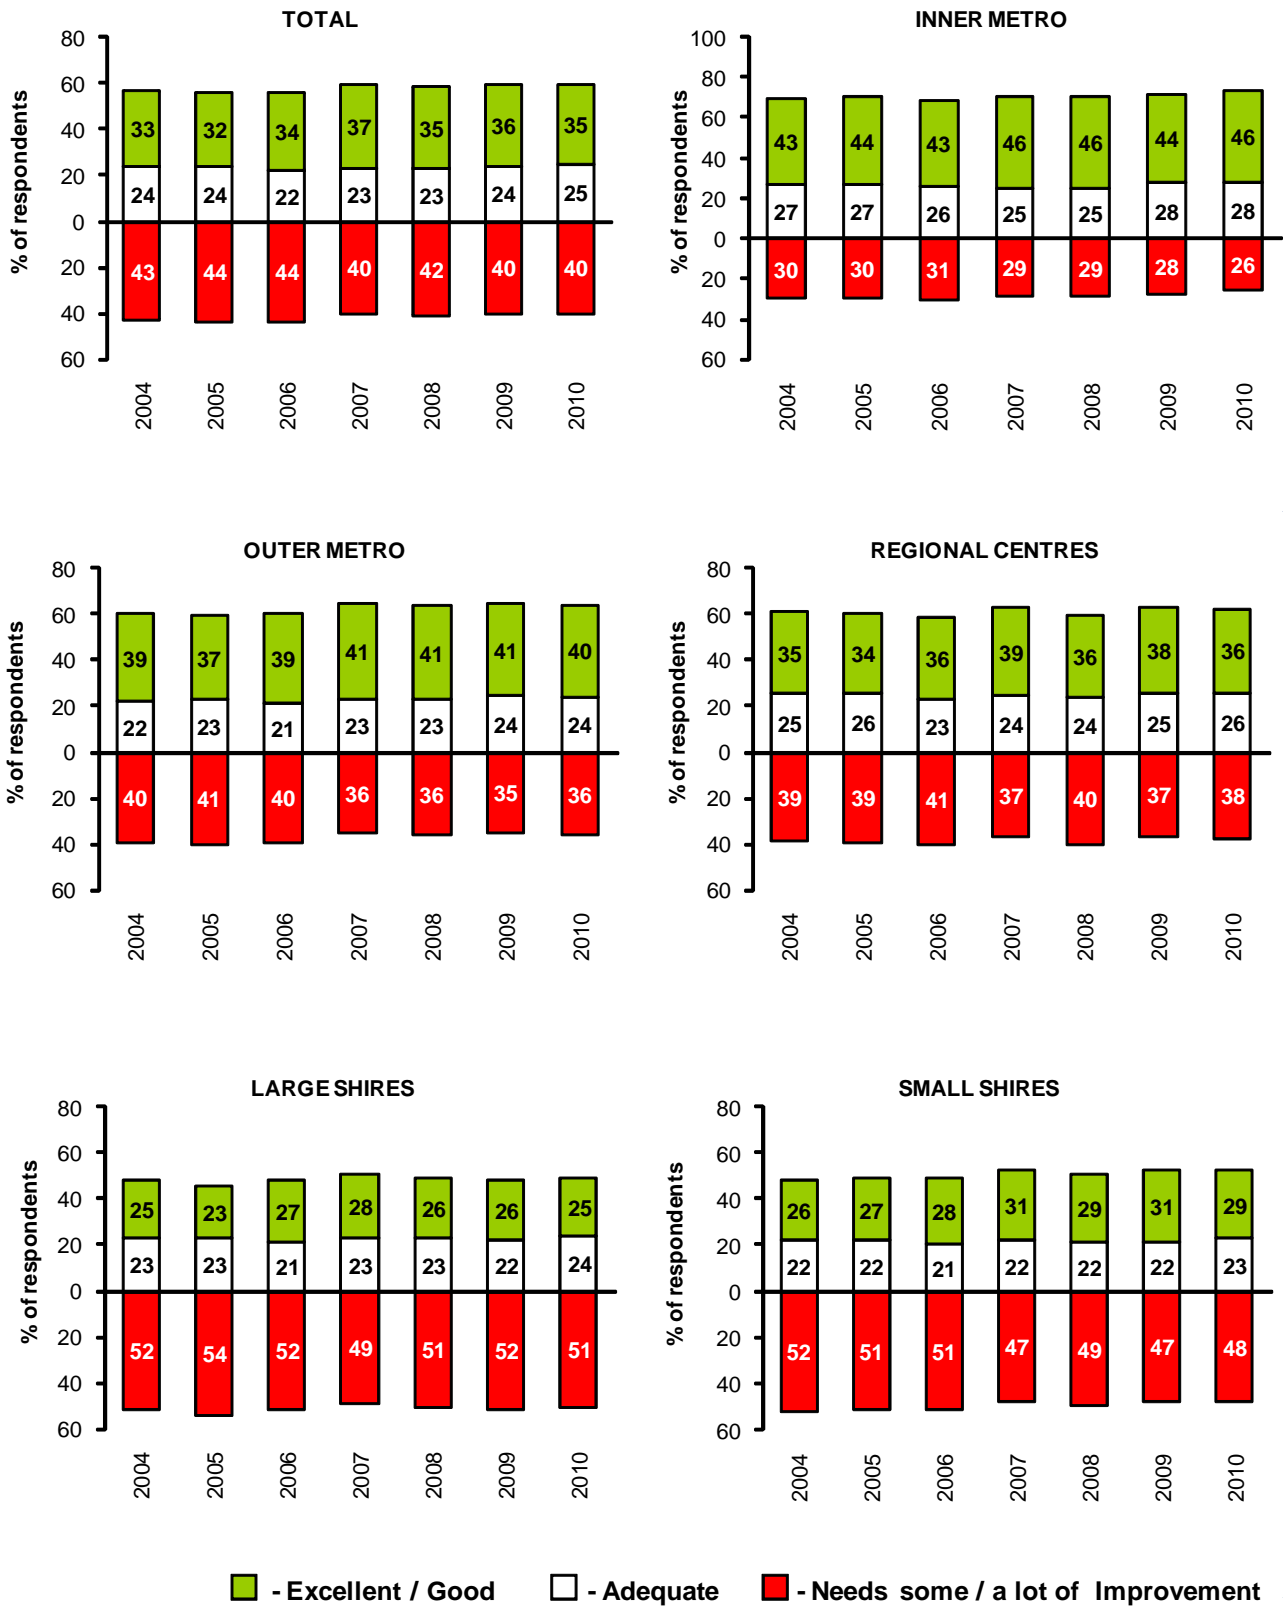 TOTAL
80
60
40
20
0
20
40
60
% of respondents
33 32 34 37 35 36 35
24 24 22 23 23 24 25
43 44 44 40 42 40 40
2004 2005 2006 2007 2008 2009 2010
INNER METRO
100
80
60
40
20
0
20
40
60
% of respondents
43 44 43 46 46 44 46
27 27 26 25 25 28 28
30 30 31 29 29 28 26
2004 2005 2006 2007 2008 2009 2010
OUTER METRO
80
60
40
20
0
20
40
60
% of respondents
39 37 39 41 41 41 40
22 23 21 23 23 24 24
40 41 40 36 36 35 36
2004 2005 2006 2007 2008 2009 2010
REGIONAL CENTRES
80
60
40
20
0
20
40
60
% of respondents
35 34 36 39 36 38 36
25 26 23 24 24 25 26
39 39 41 37 40 37 38
2004 2005 2006 2007 2008 2009 2010
LARGE SHIRES
80
60
40
20
0
20
40
60
% of respondents
25 23 27 28 26 26 25
23 23 21 23 23 22 24
52 54 52 49 51 52 51
2004 2005 2006 2007 2008 2009 2010
SMALL SHIRES
80
60
40
20
0
20
40
60
% of respondents
26 27 28 31 29 31 29
22 22 21 22 22 22 23
52 51 51 47 49 47 48
2004 2005 2006 2007 2008 2009 2010
- Excellent / Good - Adequate - Needs some / a lot of Improvement